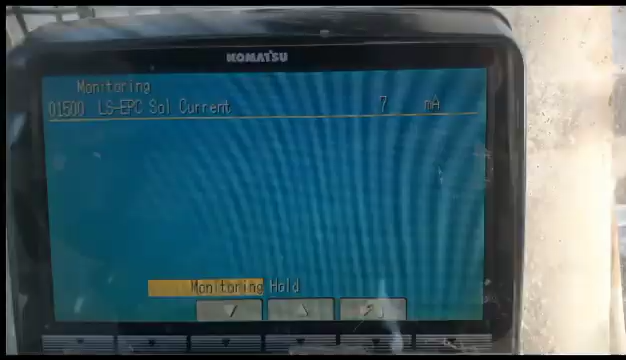 KOMATSU
Monitoring
01500 LS-EPC Sol Current 7 mA
Monitoring Hold